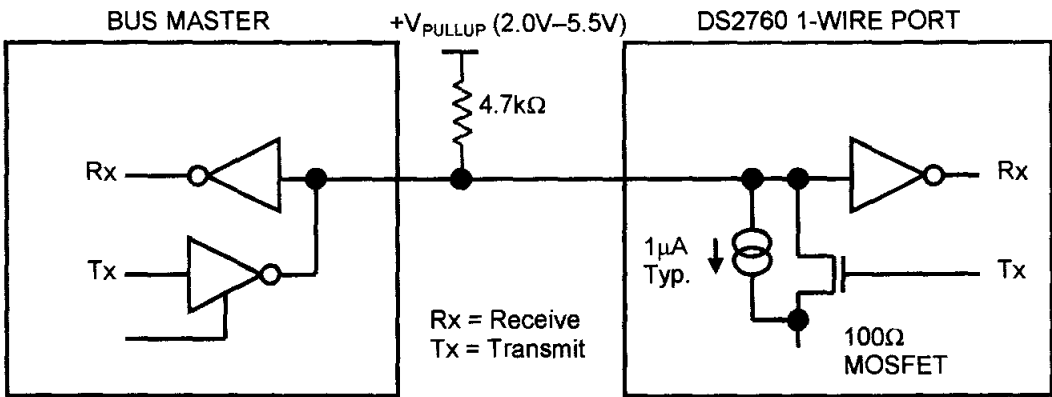 BUS MASTER
+VPULLUP (2.0V–5.5V)
DS2760 1-WIRE PORT
4.7kΩ
Rx
Rx
1µA
Typ.
Tx
Tx
Rx = Receive
Tx = Transmit
100Ω
MOSFET